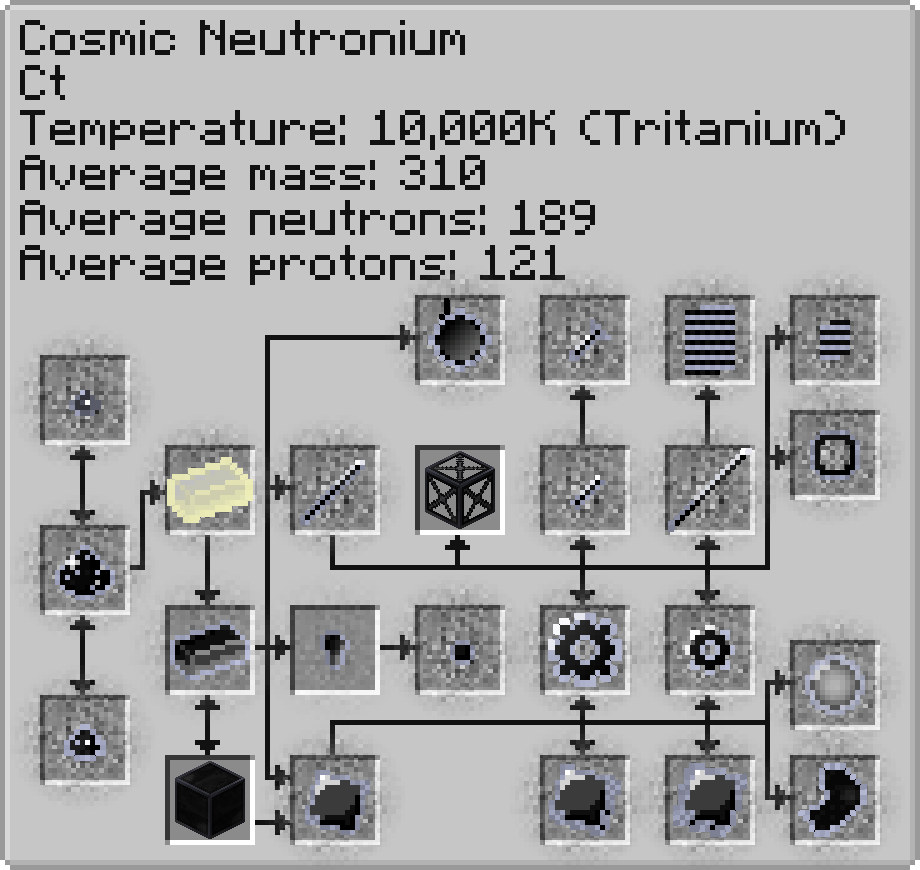 Cosmic Neutronium
Ct
Temperature: 10,000K (Tritanium)
Average mass: 310
Average neutrons: 189
Average protons: 121